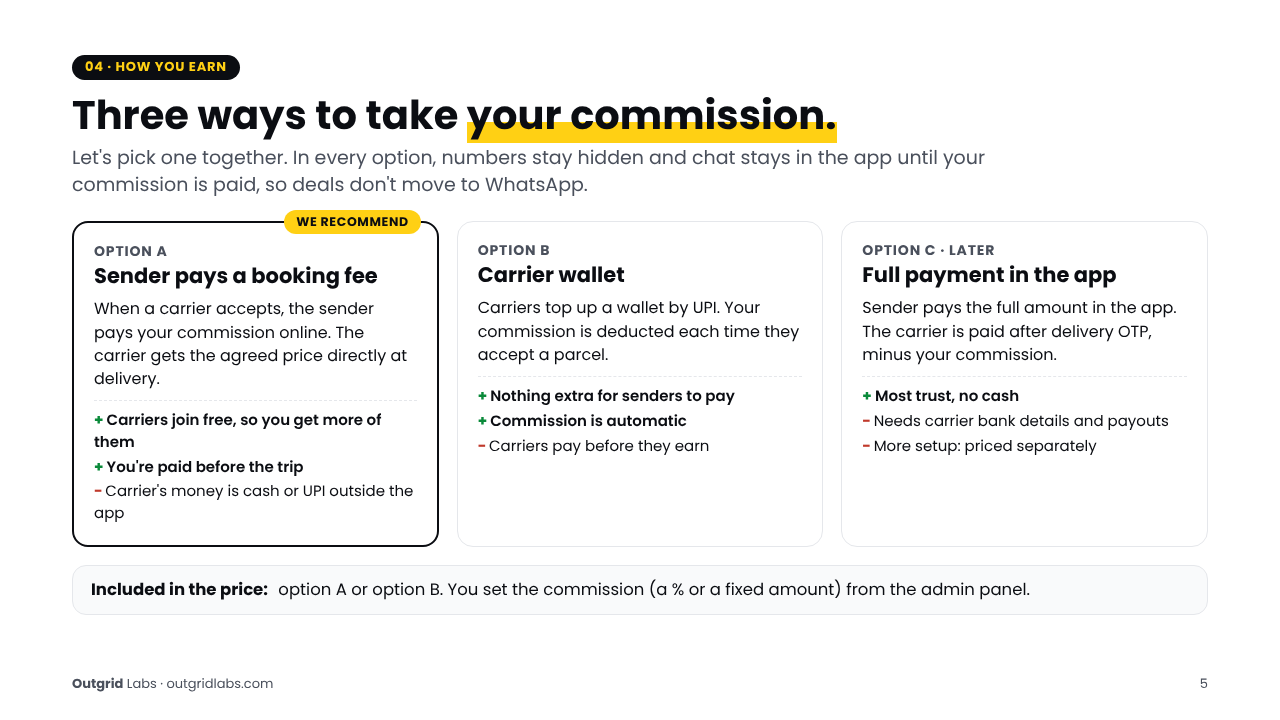 04 · HOW YOU EARN
Three ways to take your commission.
Let's pick one together. In every option, numbers stay hidden and chat stays in the app until your
commission is paid, so deals don't move to WhatsApp.
WE RECOMMEND
OPTION A
Sender pays a booking fee
When a carrier accepts, the sender
pays your commission online. The
carrier gets the agreed price directly at
delivery.
+ Carriers join free, so you get more of
them
+ You're paid before the trip
− Carrier's money is cash or UPI outside the
app
OPTION B
Carrier wallet
Carriers top up a wallet by UPI. Your
commission is deducted each time they
accept a parcel.
+ Nothing extra for senders to pay
+ Commission is automatic
− Carriers pay before they earn
OPTION C · LATER
Full payment in the app
Sender pays the full amount in the app.
The carrier is paid after delivery OTP,
minus your commission.
+ Most trust, no cash
− Needs carrier bank details and payouts
− More setup: priced separately
Included in the price: option A or option B. You set the commission (a % or a fixed amount) from the admin panel.
Outgrid Labs · outgridlabs.com
5